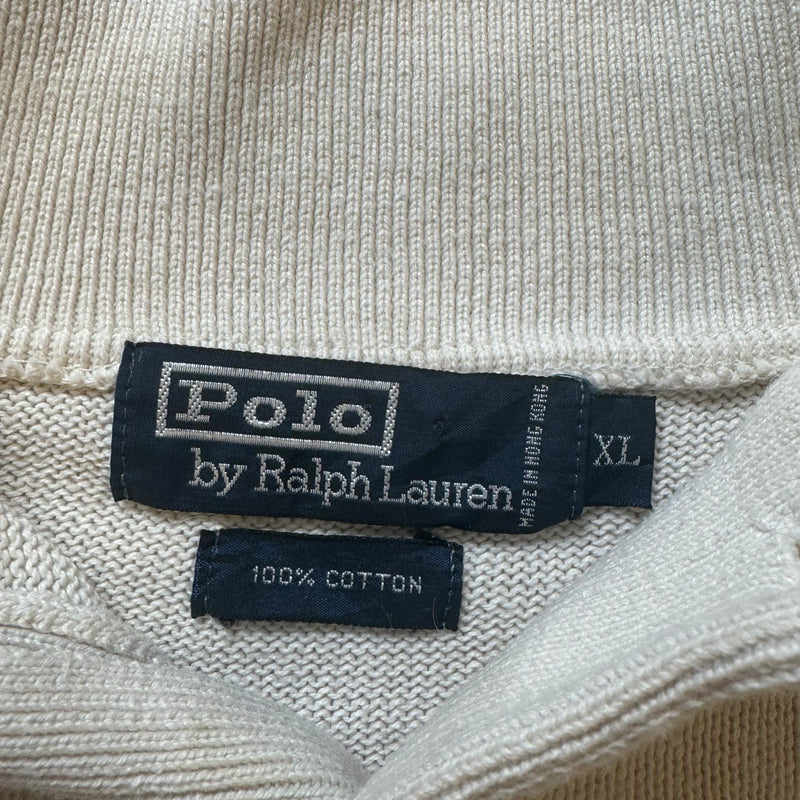 Polo
by Ralph Lauren
MADE IN HONG KONG
XL
100% COTTON